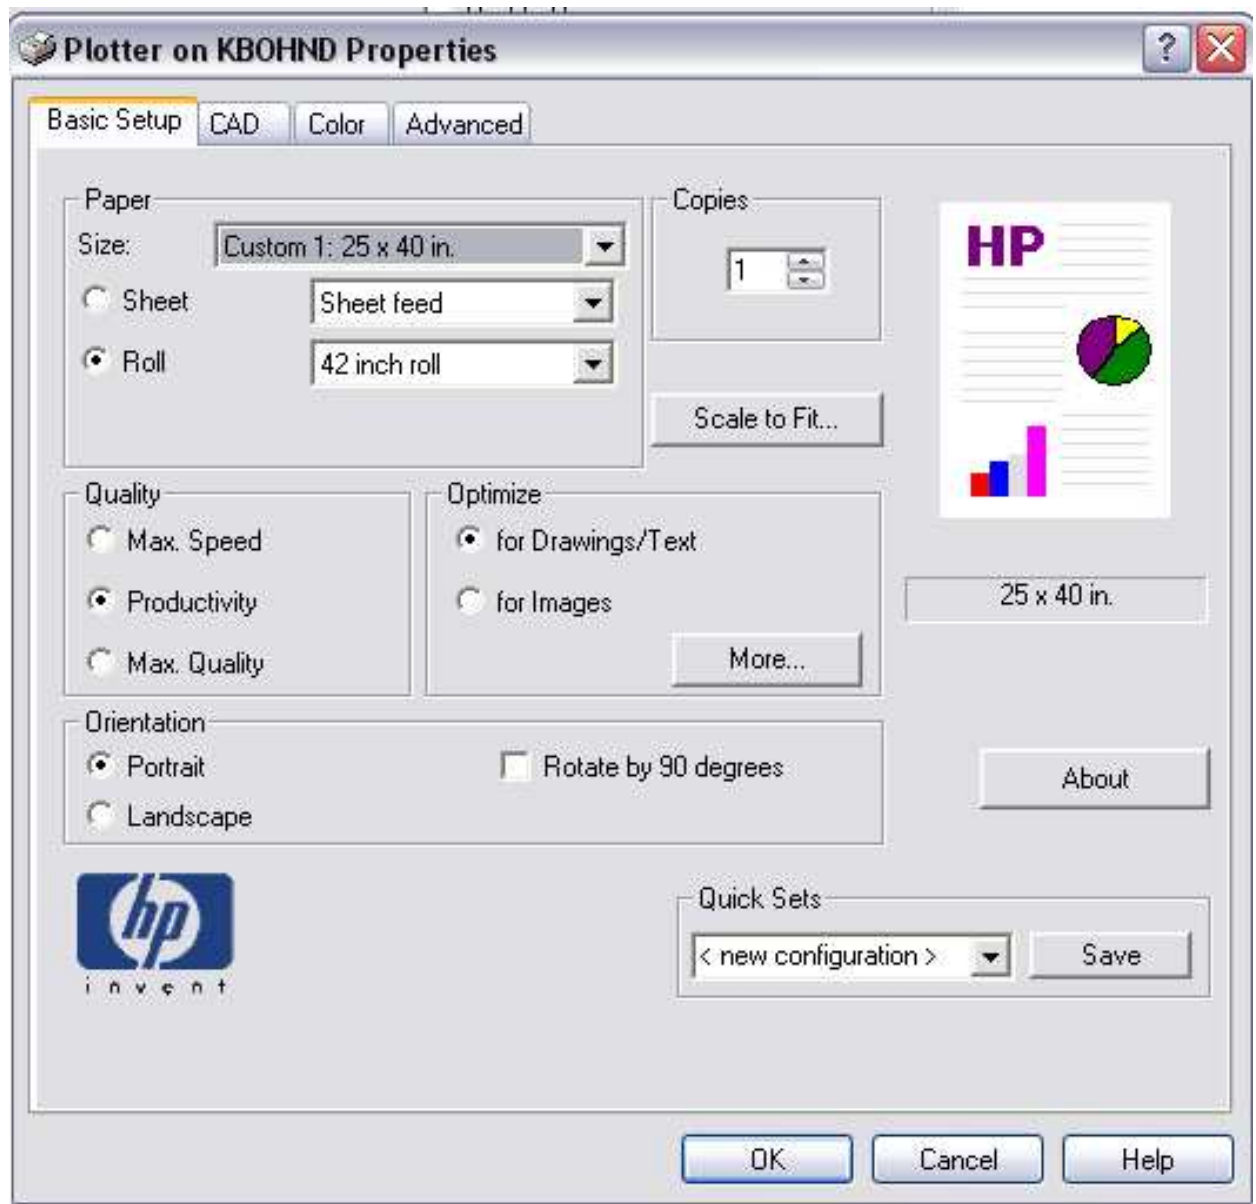 Plotter on KBOHND Properties
Basic Setup CAD Color Advanced
Paper
Size: Custom 1: 25 x 40 in.
Sheet Sheet feed
Roll 42 inch roll
Copies
1
Scale to Fit...
HP
Quality
Max. Speed
Productivity
Max. Quality
Optimize
for Drawings/Text
for Images
More...
25 x 40 in.
Orientation
Portrait Rotate by 90 degrees
Landscape
About
hp
invent
Quick Sets
< new configuration > Save
OK Cancel Help